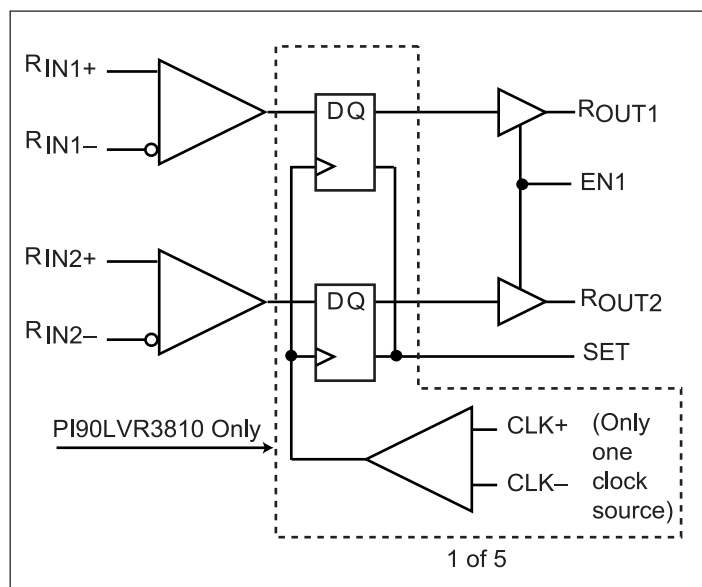 RIN1+
RIN1–
DQ
ROUT1
EN1
RIN2+
RIN2–
DQ
ROUT2
SET
PI90LVR3810 Only
CLK+
CLK–
(Only
one
clock
source)
1 of 5